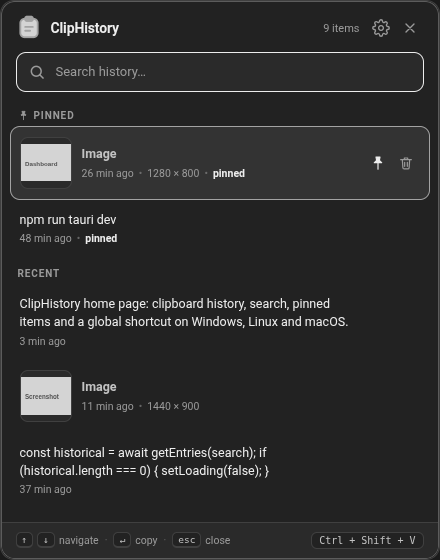 ClipHistory
9 items
Search history…
PINNED
Dashboard
Image
26 min ago • 1280 × 800 • pinned
npm run tauri dev
48 min ago • pinned
RECENT
ClipHistory home page: clipboard history, search, pinned
items and a global shortcut on Windows, Linux and macOS.
3 min ago
Screenshot
Image
11 min ago • 1440 × 900
const historical = await getEntries(search); if
(historical.length === 0) { setLoading(false); }
37 min ago
↑ ↓ navigate · ↵ copy · esc close
Ctrl + Shift + V